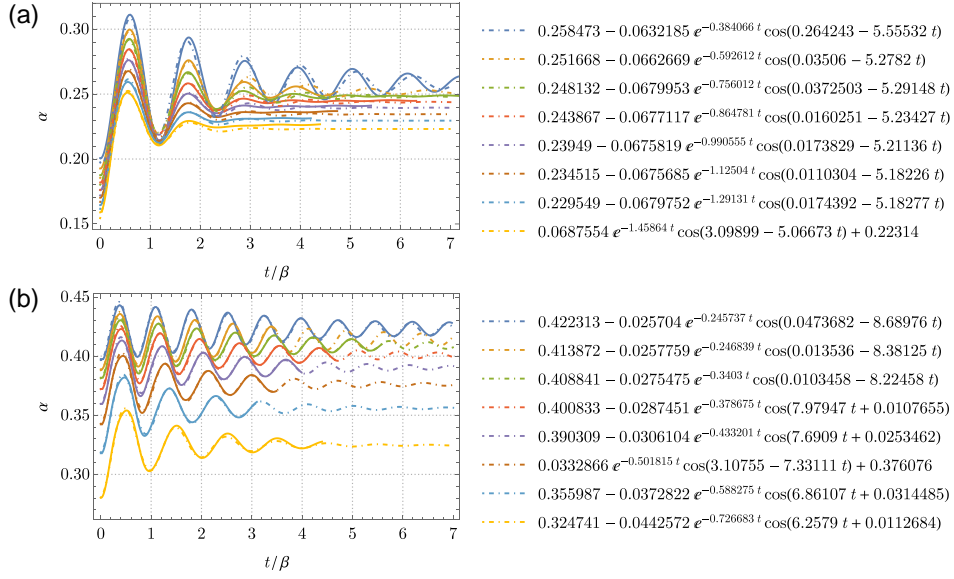 (a)
0.30
0.25
0.20
0.15
α
0 1 2 3 4 5 6 7
t/β
0.258473 − 0.0632185 e^−0.384066 t cos(0.264243 − 5.55532 t)
0.251668 − 0.0662669 e^−0.592612 t cos(0.03506 − 5.2782 t)
0.248132 − 0.0679953 e^−0.756012 t cos(0.0372503 − 5.29148 t)
0.243867 − 0.0677117 e^−0.864781 t cos(0.0160251 − 5.23427 t)
0.23949 − 0.0675819 e^−0.990555 t cos(0.0173829 − 5.21136 t)
0.234515 − 0.0675685 e^−1.12504 t cos(0.0110304 − 5.18226 t)
0.229549 − 0.0679752 e^−1.29131 t cos(0.0174392 − 5.18277 t)
0.0687554 e^−1.45864 t cos(3.09899 − 5.06673 t) + 0.22314
(b)
0.45
0.40
0.35
0.30
α
0 1 2 3 4 5 6 7
t/β
0.422313 − 0.025704 e^−0.245737 t cos(0.0473682 − 8.68976 t)
0.413872 − 0.0257759 e^−0.246839 t cos(0.013536 − 8.38125 t)
0.408841 − 0.0275475 e^−0.3403 t cos(0.0103458 − 8.22458 t)
0.400833 − 0.0287451 e^−0.378675 t cos(7.97947 t + 0.0107655)
0.390309 − 0.0306104 e^−0.433201 t cos(7.6909 t + 0.0253462)
0.0332866 e^−0.501815 t cos(3.10755 − 7.33111 t) + 0.376076
0.355987 − 0.0372822 e^−0.588275 t cos(6.86107 t + 0.0314485)
0.324741 − 0.0442572 e^−0.726683 t cos(6.2579 t + 0.0112684)